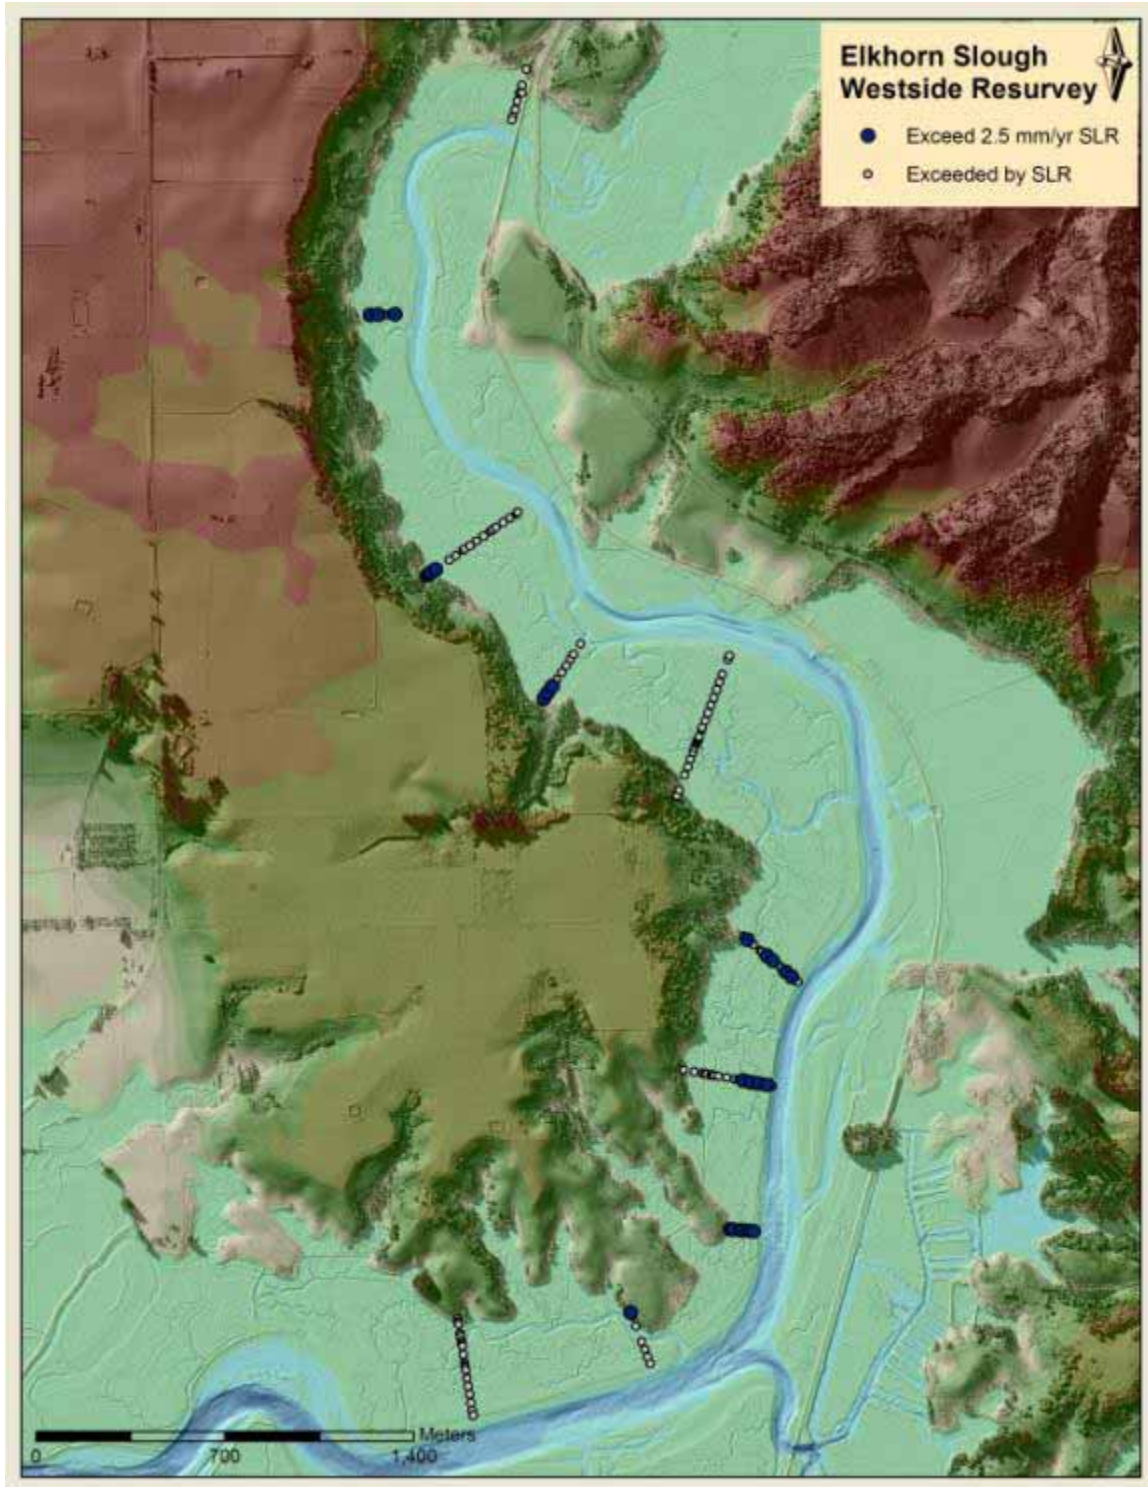 Elkhorn Slough
Westside Resurvey
Exceed 2.5 mm/yr SLR
Exceeded by SLR
Meters
0 700 1,400